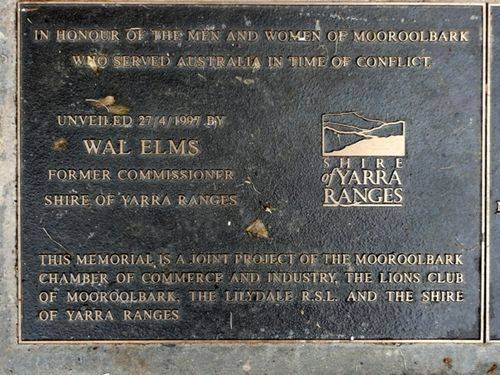 IN HONOUR OF THE MEN AND WOMEN OF MOOROOLBARK
WHO SERVED AUSTRALIA IN TIME OF CONFLICT
UNVEILED 27/4/1997 BY
WAL ELMS
FORMER COMMISSIONER
SHIRE OF YARRA RANGES
SHIRE
of YARRA
RANGES
THIS MEMORIAL IS A JOINT PROJECT OF THE MOOROOLBARK
CHAMBER OF COMMERCE AND INDUSTRY, THE LIONS CLUB
OF MOOROOLBARK, THE LILYDALE R.S.L. AND THE SHIRE
OF YARRA RANGES